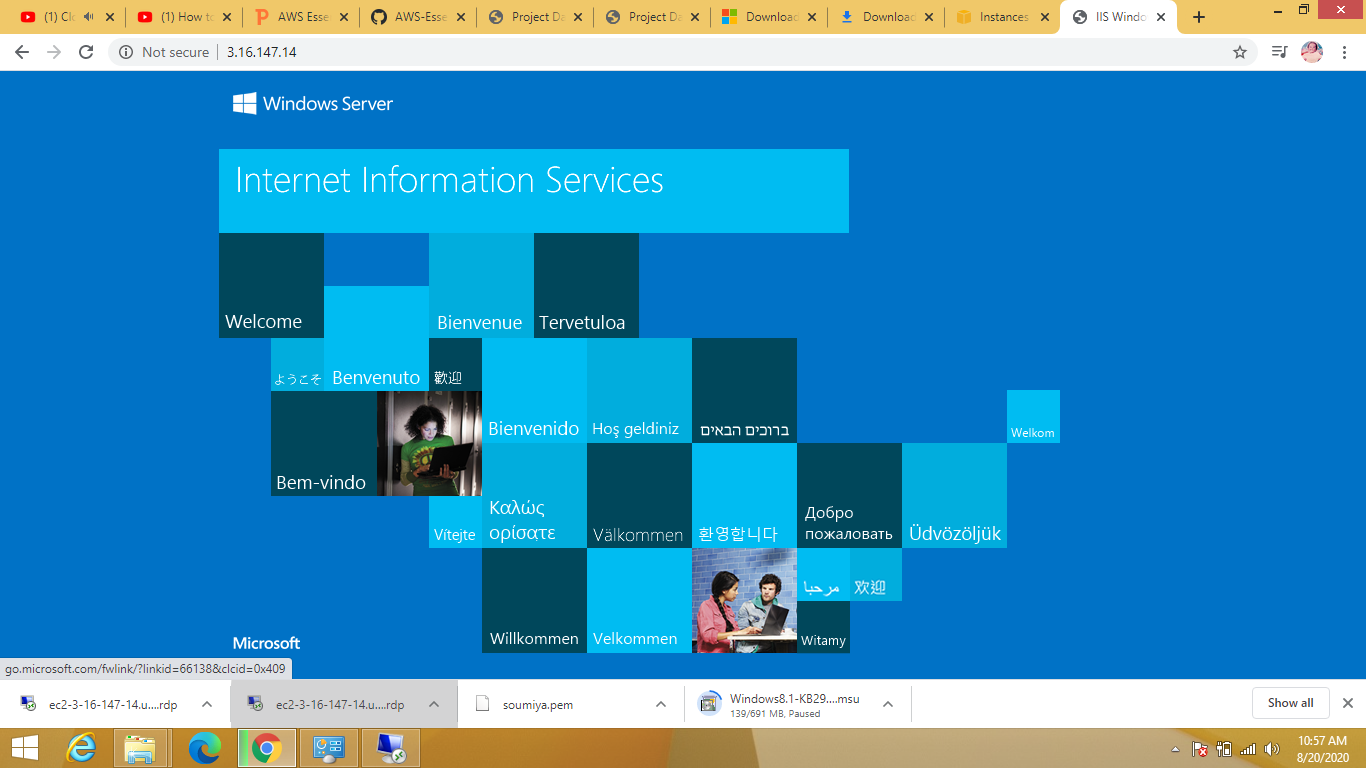 (1) Clo
(1) How to
AWS Esse
AWS-Esse
Project Da
Project Da
Download
Download
Instances
IIS Windo
Not secure
3.16.147.14
Windows Server
Internet Information Services
Welcome
Bienvenue
Tervetuloa
ようこそ
Benvenuto
歡迎
Bienvenido
Hoş geldiniz
ברוכים הבאים
Welkom
Bem-vindo
Vítejte
Καλώς
ορίσατε
Välkommen
환영합니다
Добро
пожаловать
Üdvözöljük
Willkommen
Velkommen
مرحبا
欢迎
Witamy
Microsoft
go.microsoft.com/fwlink/?linkid=66138&clcid=0x409
ec2-3-16-147-14.u....rdp
ec2-3-16-147-14.u....rdp
soumiya.pem
Windows8.1-KB29....msu
139/691 MB, Paused
Show all
10:57 AM
8/20/2020